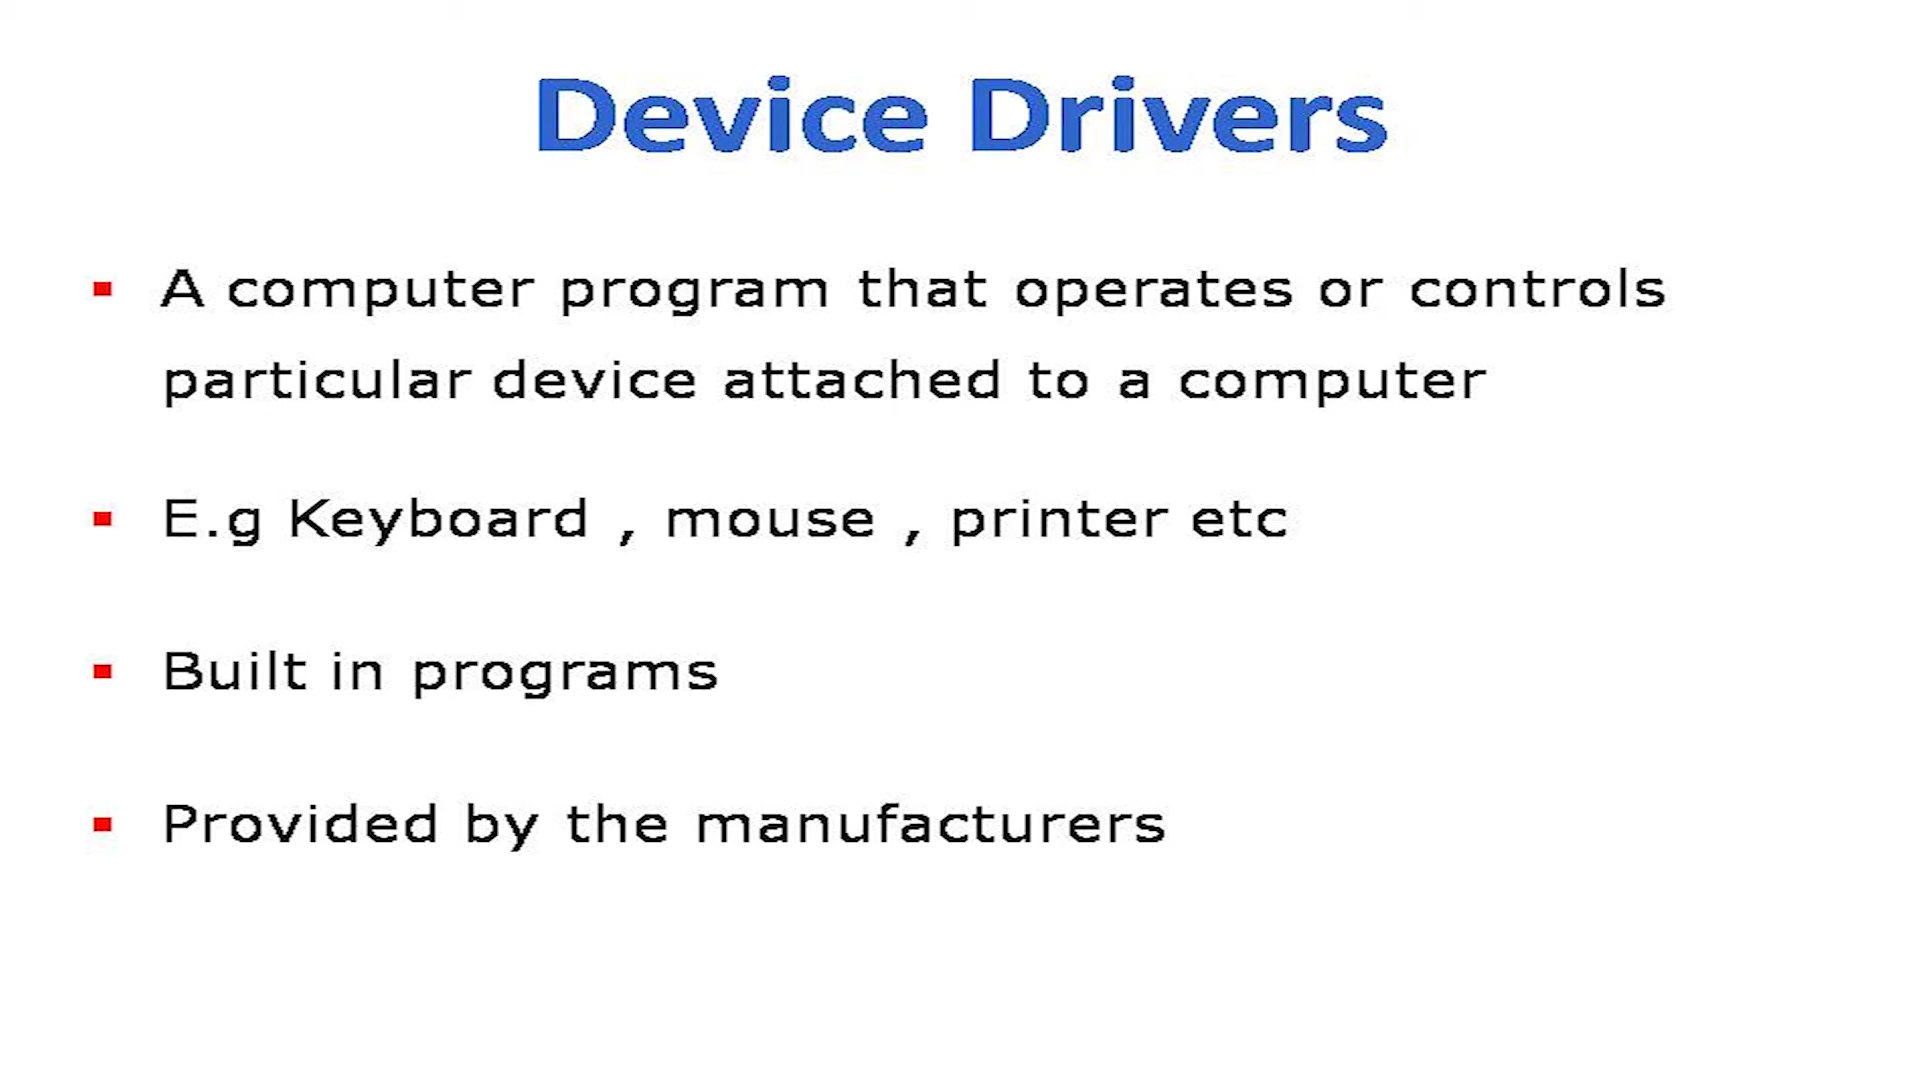 Device Drivers
A computer program that operates or controls
particular device attached to a computer
E.g Keyboard , mouse , printer etc
Built in programs
Provided by the manufacturers